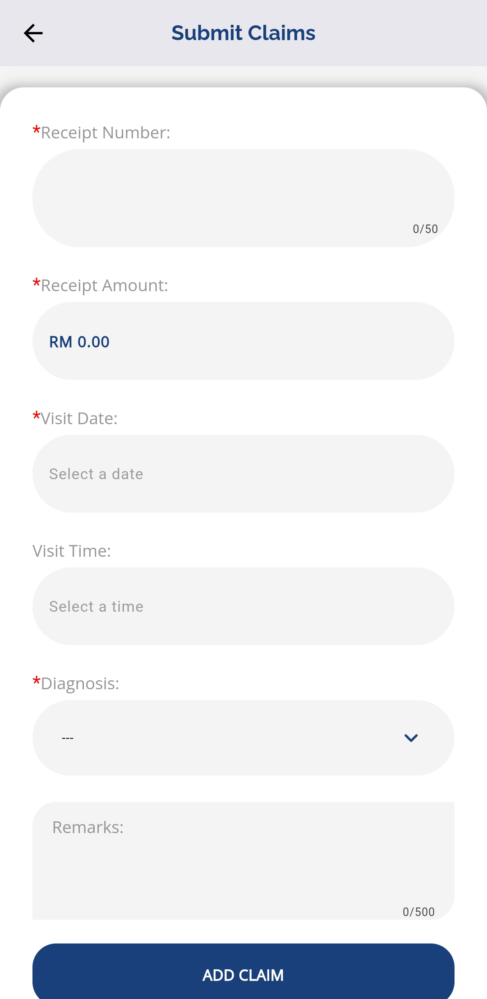 Submit Claims
*Receipt Number:
0/50
*Receipt Amount:
RM 0.00
*Visit Date:
Select a date
Visit Time:
Select a time
*Diagnosis:
---
Remarks:
0/500
ADD CLAIM